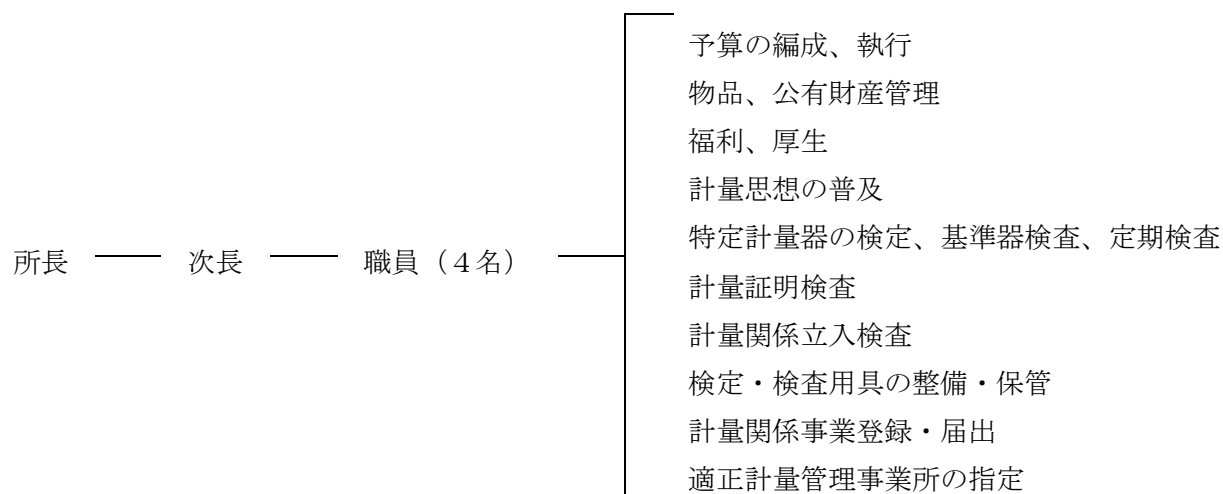 予算の編成、執行
物品、公有財産管理
福利、厚生
計量思想の普及
特定計量器の検定、基準器検査、定期検査
所長 次長 職員（４名）
計量証明検査
計量関係立入検査
検定・検査用具の整備・保管
計量関係事業登録・届出
適正計量管理事業所の指定